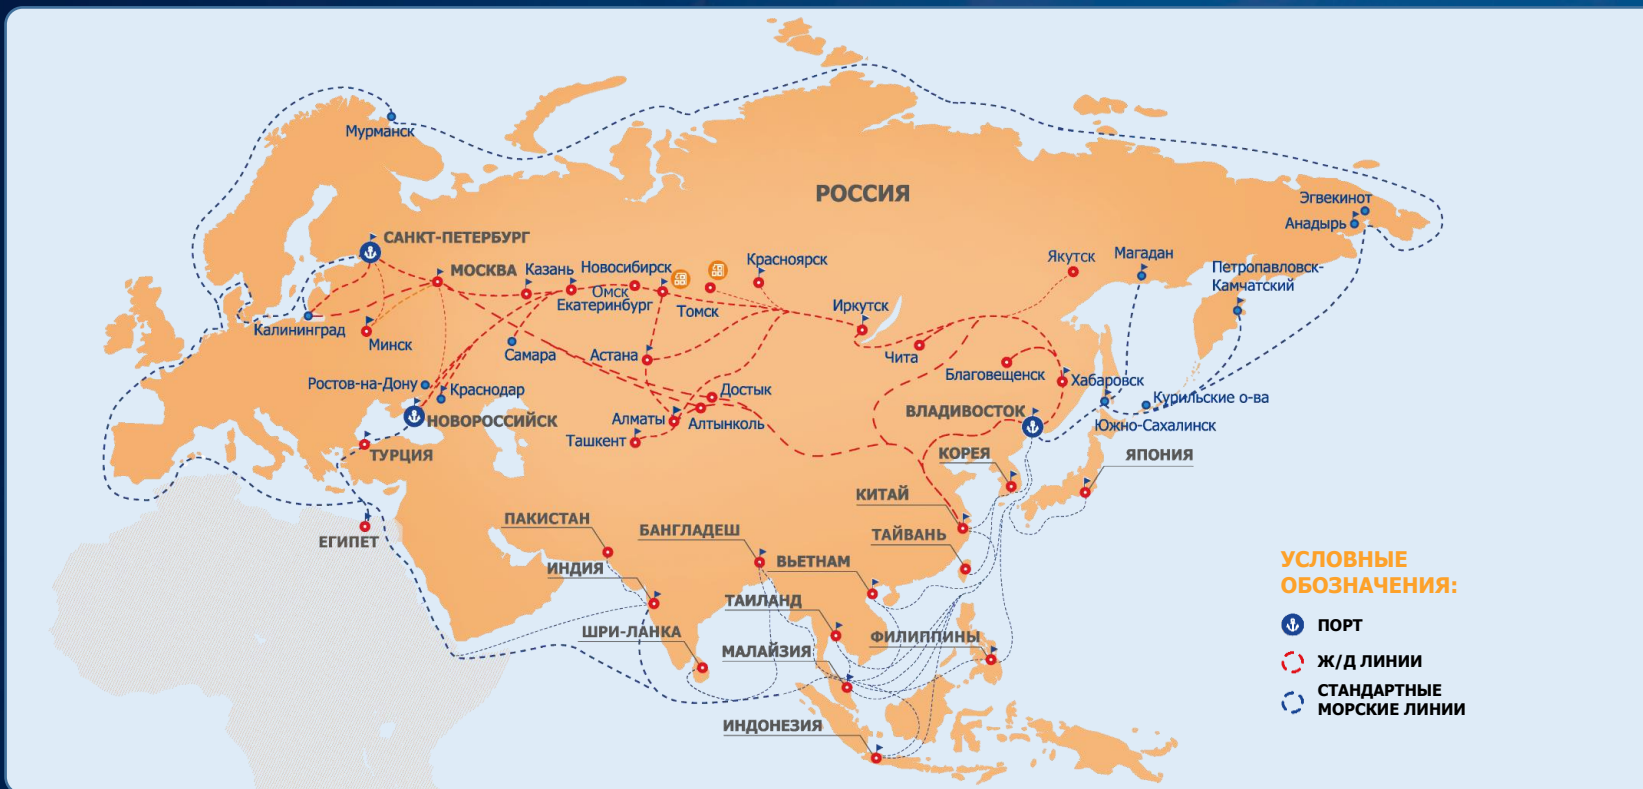 РОССИЯ
Мурманск
Эгвекинот
Анадырь
САНКТ-ПЕТЕРБУРГ
МОСКВА
Казань
Новосибирск
Омск
Екатеринбург
Томск
Красноярск
Иркутск
Якутск
Магадан
Петропавловск-
Камчатский
Калининград
Минск
Самара
Астана
Чита
Благовещенск
Хабаровск
Ростов-на-Дону
Краснодар
Достык
Курильские о-ва
НОВОРОССИЙСК
Алматы
Алтынколь
Ташкент
ВЛАДИВОСТОК
Южно-Сахалинск
ТУРЦИЯ
КОРЕЯ
ЯПОНИЯ
КИТАЙ
ПАКИСТАН
БАНГЛАДЕШ
ТАЙВАНЬ
ЕГИПЕТ
ИНДИЯ
ВЬЕТНАМ
ТАИЛАНД
ШРИ-ЛАНКА
ФИЛИППИНЫ
МАЛАЙЗИЯ
ИНДОНЕЗИЯ
УСЛОВНЫЕ
ОБОЗНАЧЕНИЯ:
ПОРТ
Ж/Д ЛИНИИ
СТАНДАРТНЫЕ
МОРСКИЕ ЛИНИИ